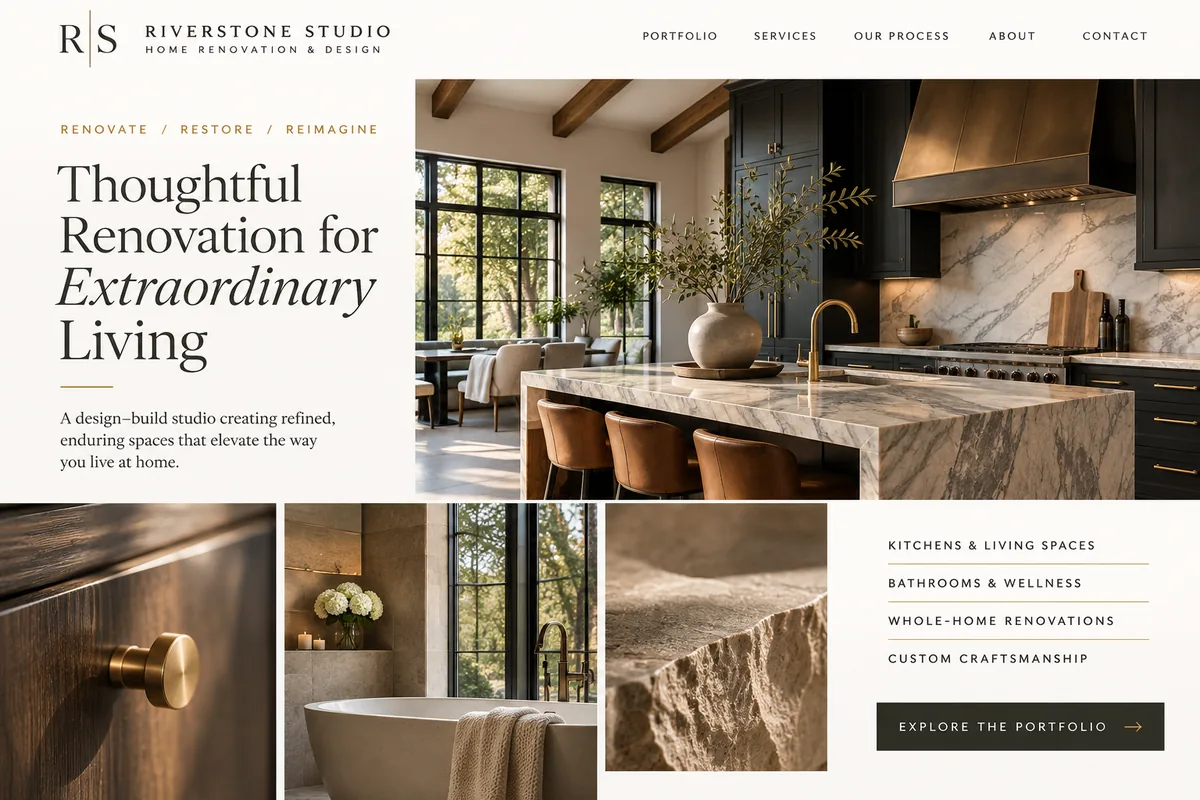 R|S
RIVERSTONE STUDIO
HOME RENOVATION & DESIGN
PORTFOLIO
SERVICES
OUR PROCESS
ABOUT
CONTACT
RENOVATE / RESTORE / REIMAGINE
Thoughtful
Renovation for
Extraordinary
Living
A design–build studio creating refined,
enduring spaces that elevate the way
you live at home.
KITCHENS & LIVING SPACES
BATHROOMS & WELLNESS
WHOLE-HOME RENOVATIONS
CUSTOM CRAFTSMANSHIP
EXPLORE THE PORTFOLIO →